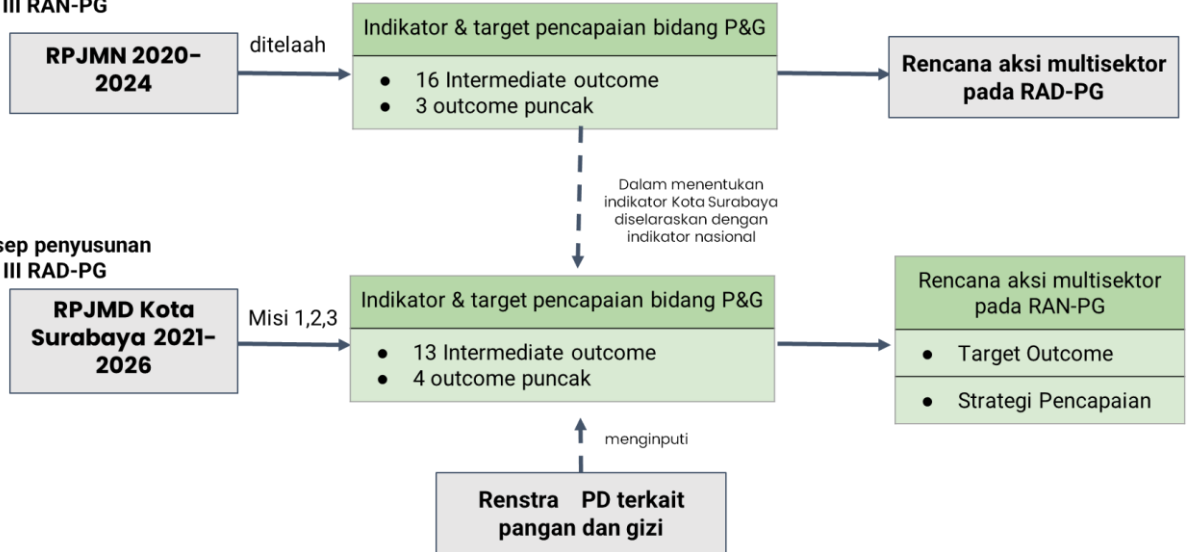 III RAN-PG
RPJMN 2020-
2024
ditelaah
Indikator & target pencapaian bidang P&G
● 16 Intermediate outcome
● 3 outcome puncak
Rencana aksi multisektor
pada RAD-PG
Dalam menentukan
indikator Kota Surabaya
diselaraskan dengan
indikator nasional
sep penyusunan
III RAD-PG
RPJMD Kota
Surabaya 2021-
2026
Misi 1,2,3
Indikator & target pencapaian bidang P&G
● 13 Intermediate outcome
● 4 outcome puncak
Rencana aksi multisektor
pada RAN-PG
● Target Outcome
● Strategi Pencapaian
menginputi
Renstra PD terkait
pangan dan gizi